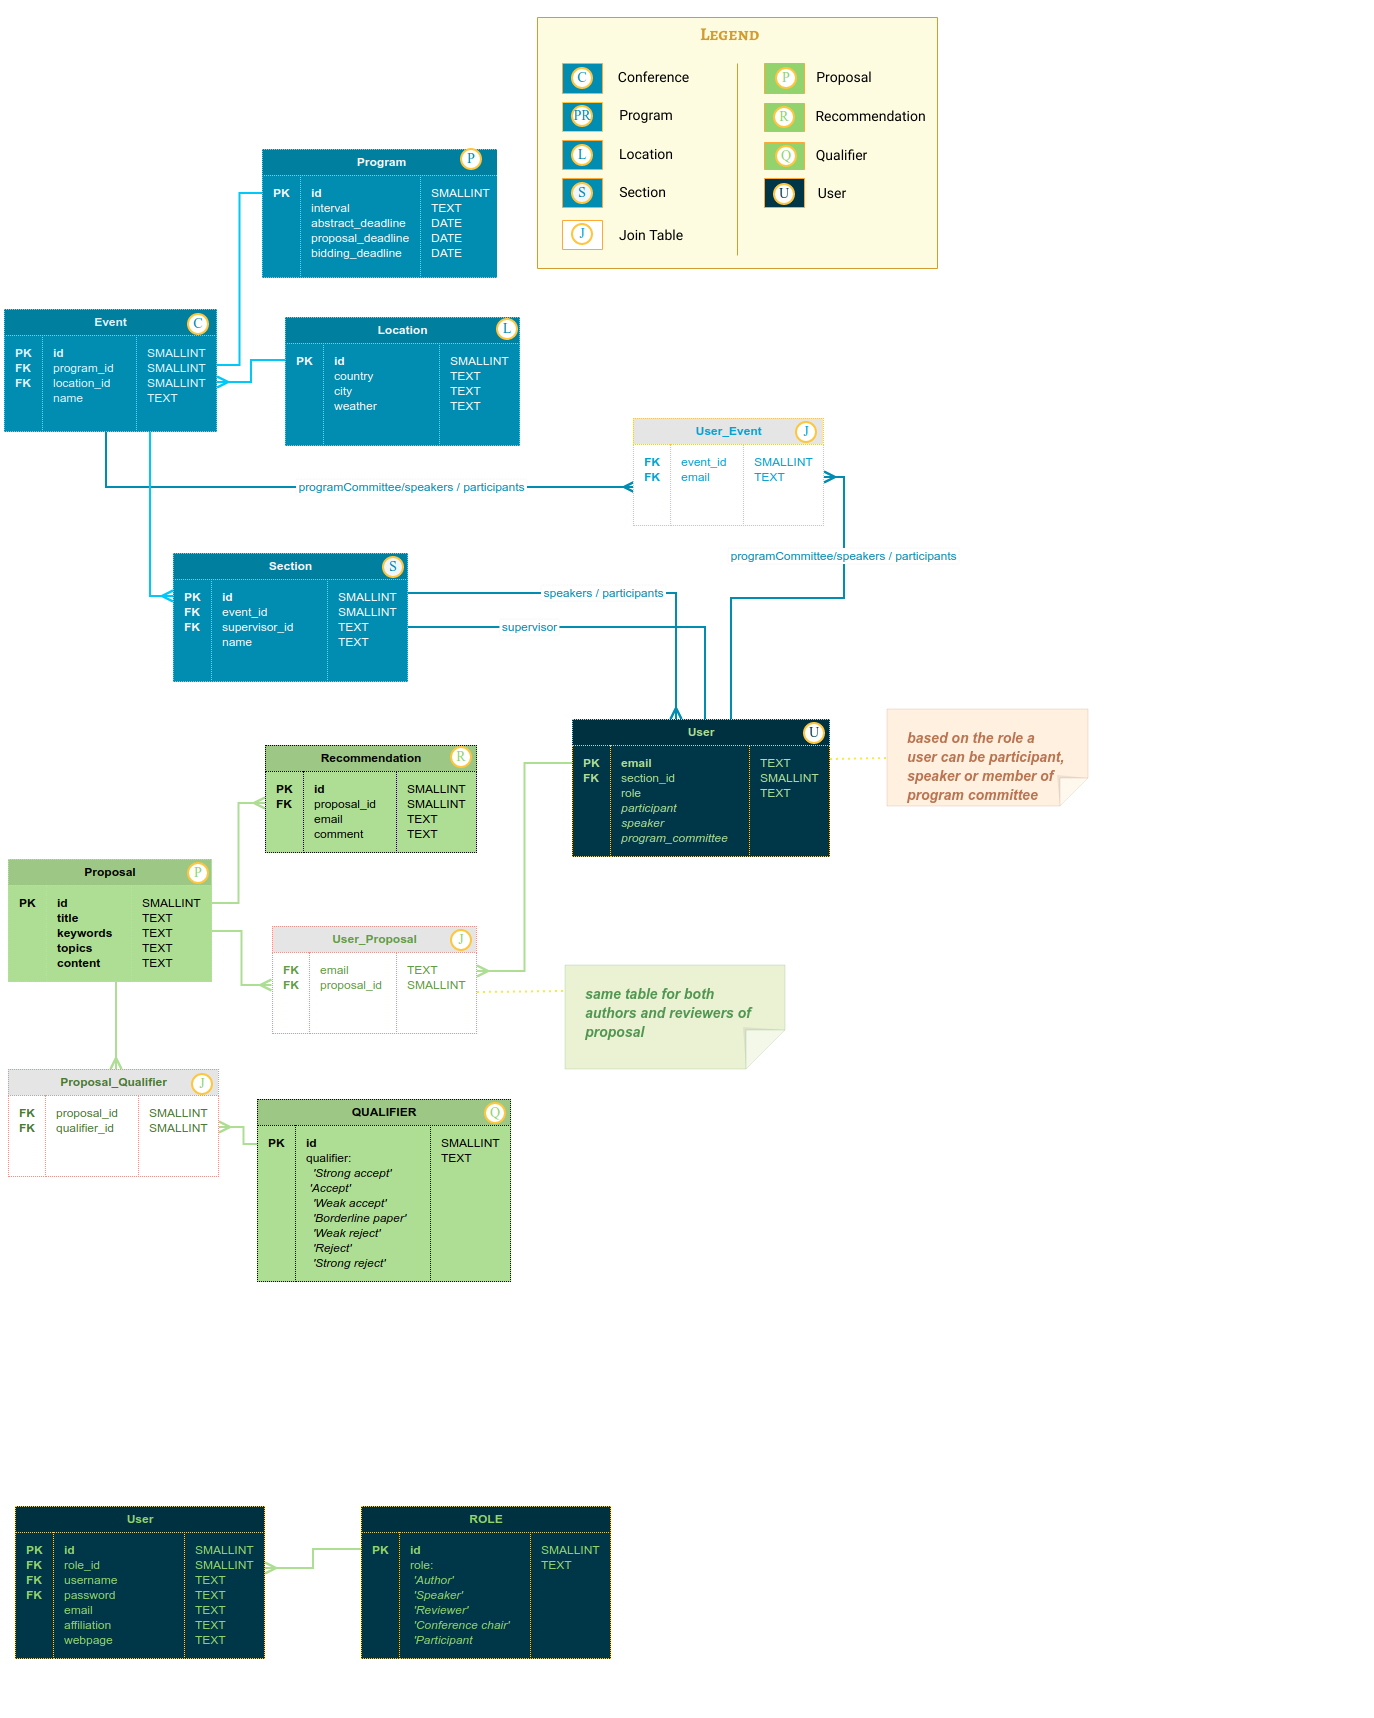 LEGEND
C Conference
PR Program
L Location
S Section
J Join Table
P Proposal
R Recommendation
Q Qualifier
U User
Program P
PK id SMALLINT
interval TEXT
abstract_deadline DATE
proposal_deadline DATE
bidding_deadline DATE
Event C
PK id SMALLINT
FK program_id SMALLINT
FK location_id SMALLINT
name TEXT
Location L
PK id SMALLINT
country TEXT
city TEXT
weather TEXT
User_Event J
FK event_id SMALLINT
FK email TEXT
programCommittee/speakers / participants
programCommittee/speakers / participants
Section S
PK id SMALLINT
FK event_id SMALLINT
FK supervisor_id TEXT
name TEXT
speakers / participants
supervisor
User U
PK email TEXT
FK section_id SMALLINT
role TEXT
participant
speaker
program_committee
based on the role a
user can be participant,
speaker or member of
program committee
Recommendation R
PK id SMALLINT
FK proposal_id SMALLINT
email TEXT
comment TEXT
Proposal P
PK id SMALLINT
title TEXT
keywords TEXT
topics TEXT
content TEXT
User_Proposal J
FK email TEXT
FK proposal_id SMALLINT
same table for both
authors and reviewers of
proposal
Proposal_Qualifier J
FK proposal_id SMALLINT
FK qualifier_id SMALLINT
QUALIFIER Q
PK id SMALLINT
qualifier: TEXT
'Strong accept'
'Accept'
'Weak accept'
'Borderline paper'
'Weak reject'
'Reject'
'Strong reject'
User
PK id SMALLINT
FK role_id SMALLINT
FK username TEXT
FK password TEXT
email TEXT
affiliation TEXT
webpage TEXT
ROLE
PK id SMALLINT
role: TEXT
'Author'
'Speaker'
'Reviewer'
'Conference chair'
'Participant